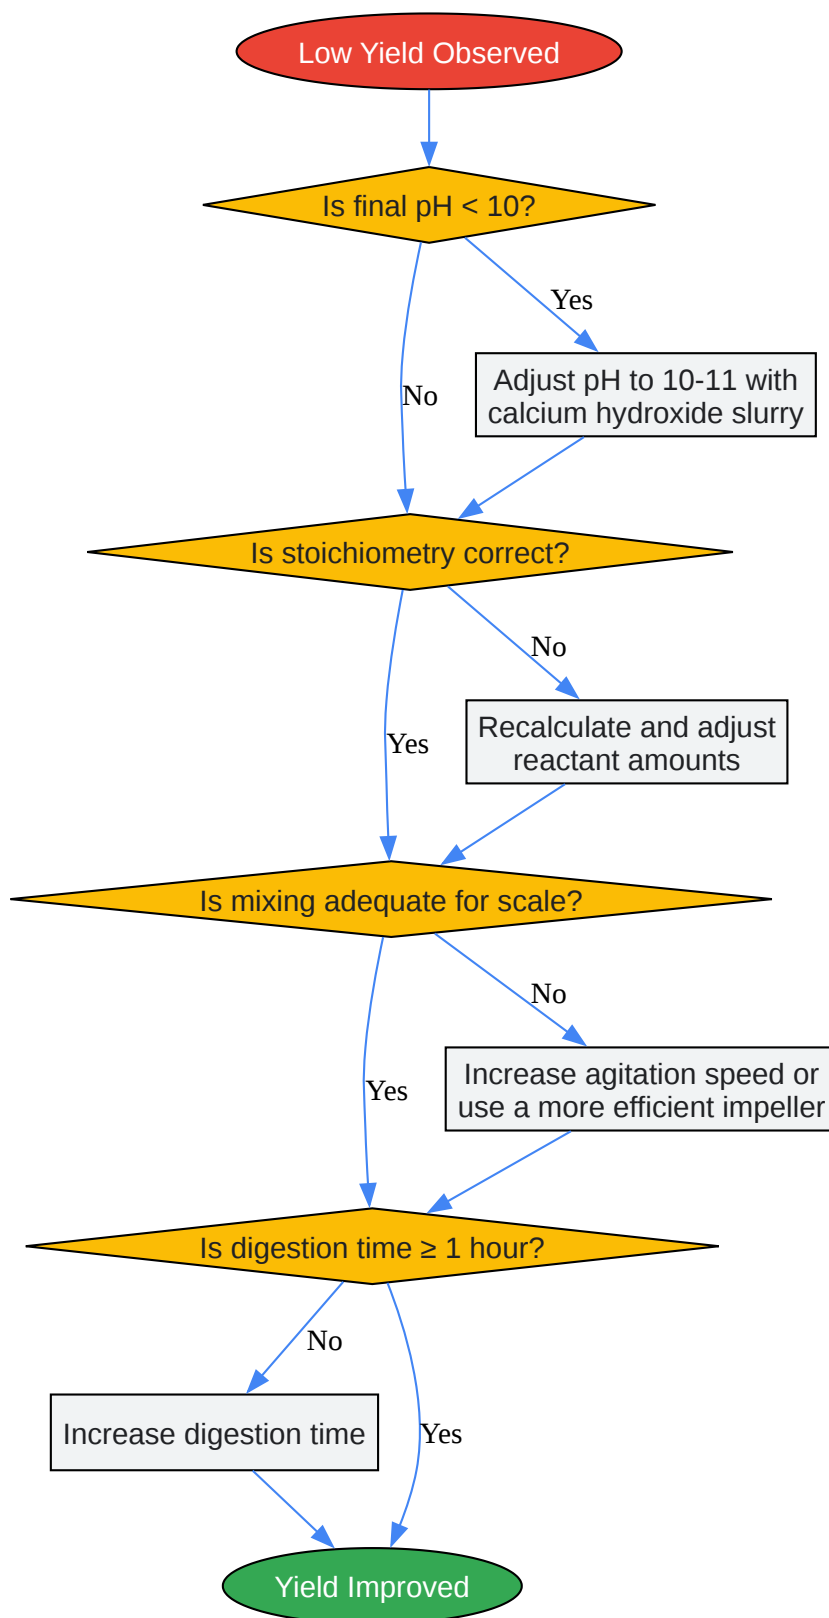 Low Yield Observed
Is final pH < 10?
Yes
Adjust pH to 10-11 with
calcium hydroxide slurry
No
Is stoichiometry correct?
No
Recalculate and adjust
reactant amounts
Yes
Is mixing adequate for scale?
No
Increase agitation speed or
use a more efficient impeller
Yes
Is digestion time ≥ 1 hour?
No
Increase digestion time
Yes
Yield Improved